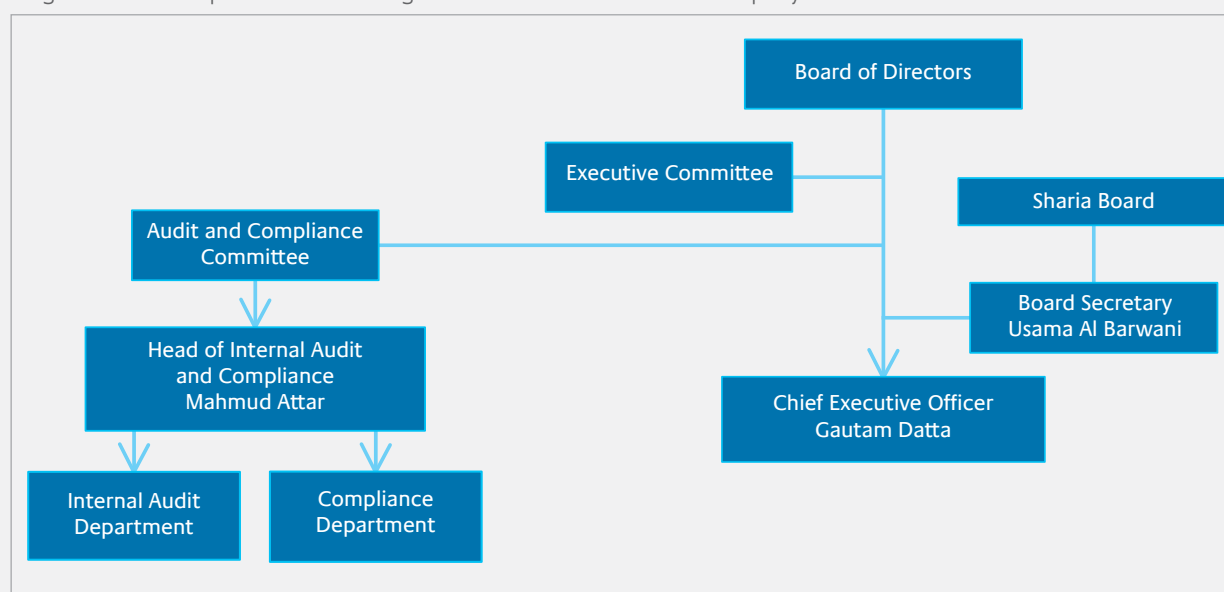 Board of Directors
Executive Committee
Sharia Board
Audit and Compliance
Committee
Board Secretary
Usama Al Barwani
Head of Internal Audit
and Compliance
Mahmud Attar
Chief Executive Officer
Gautam Datta
Internal Audit
Department
Compliance
Department